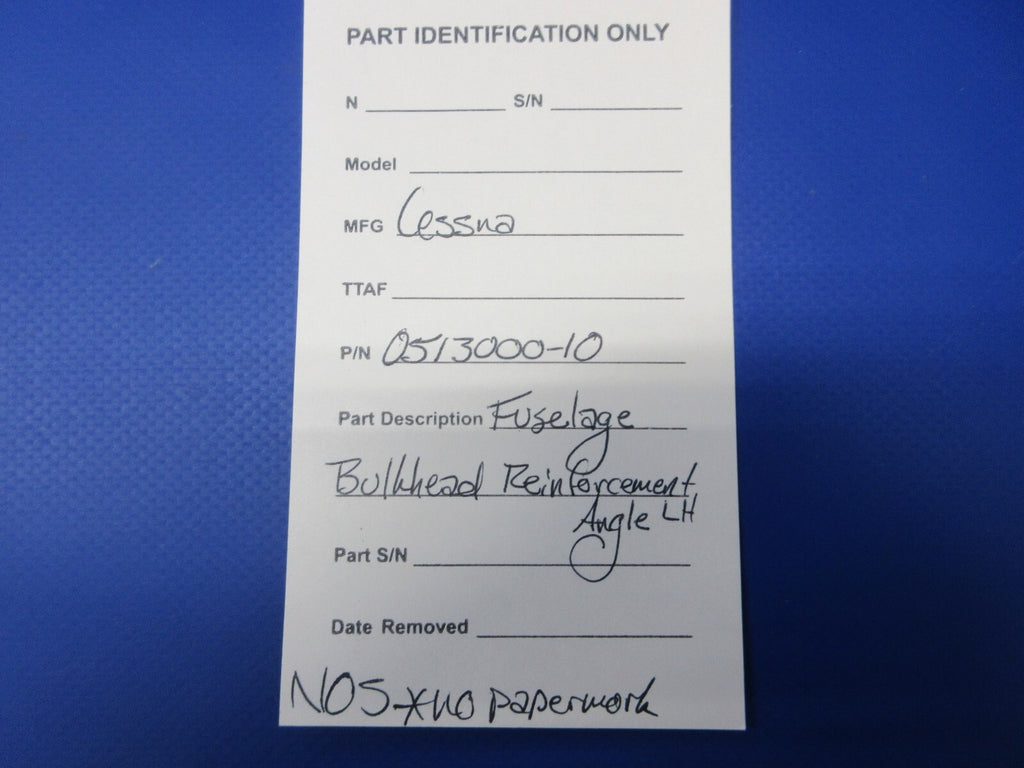 PART IDENTIFICATION ONLY
N S/N
Model
MFG Cessna
TTAF
P/N 0513000-10
Part Description Fuselage
Bulkhead Reinforcement
Angle LH
Part S/N
Date Removed
NOS *no paperwork